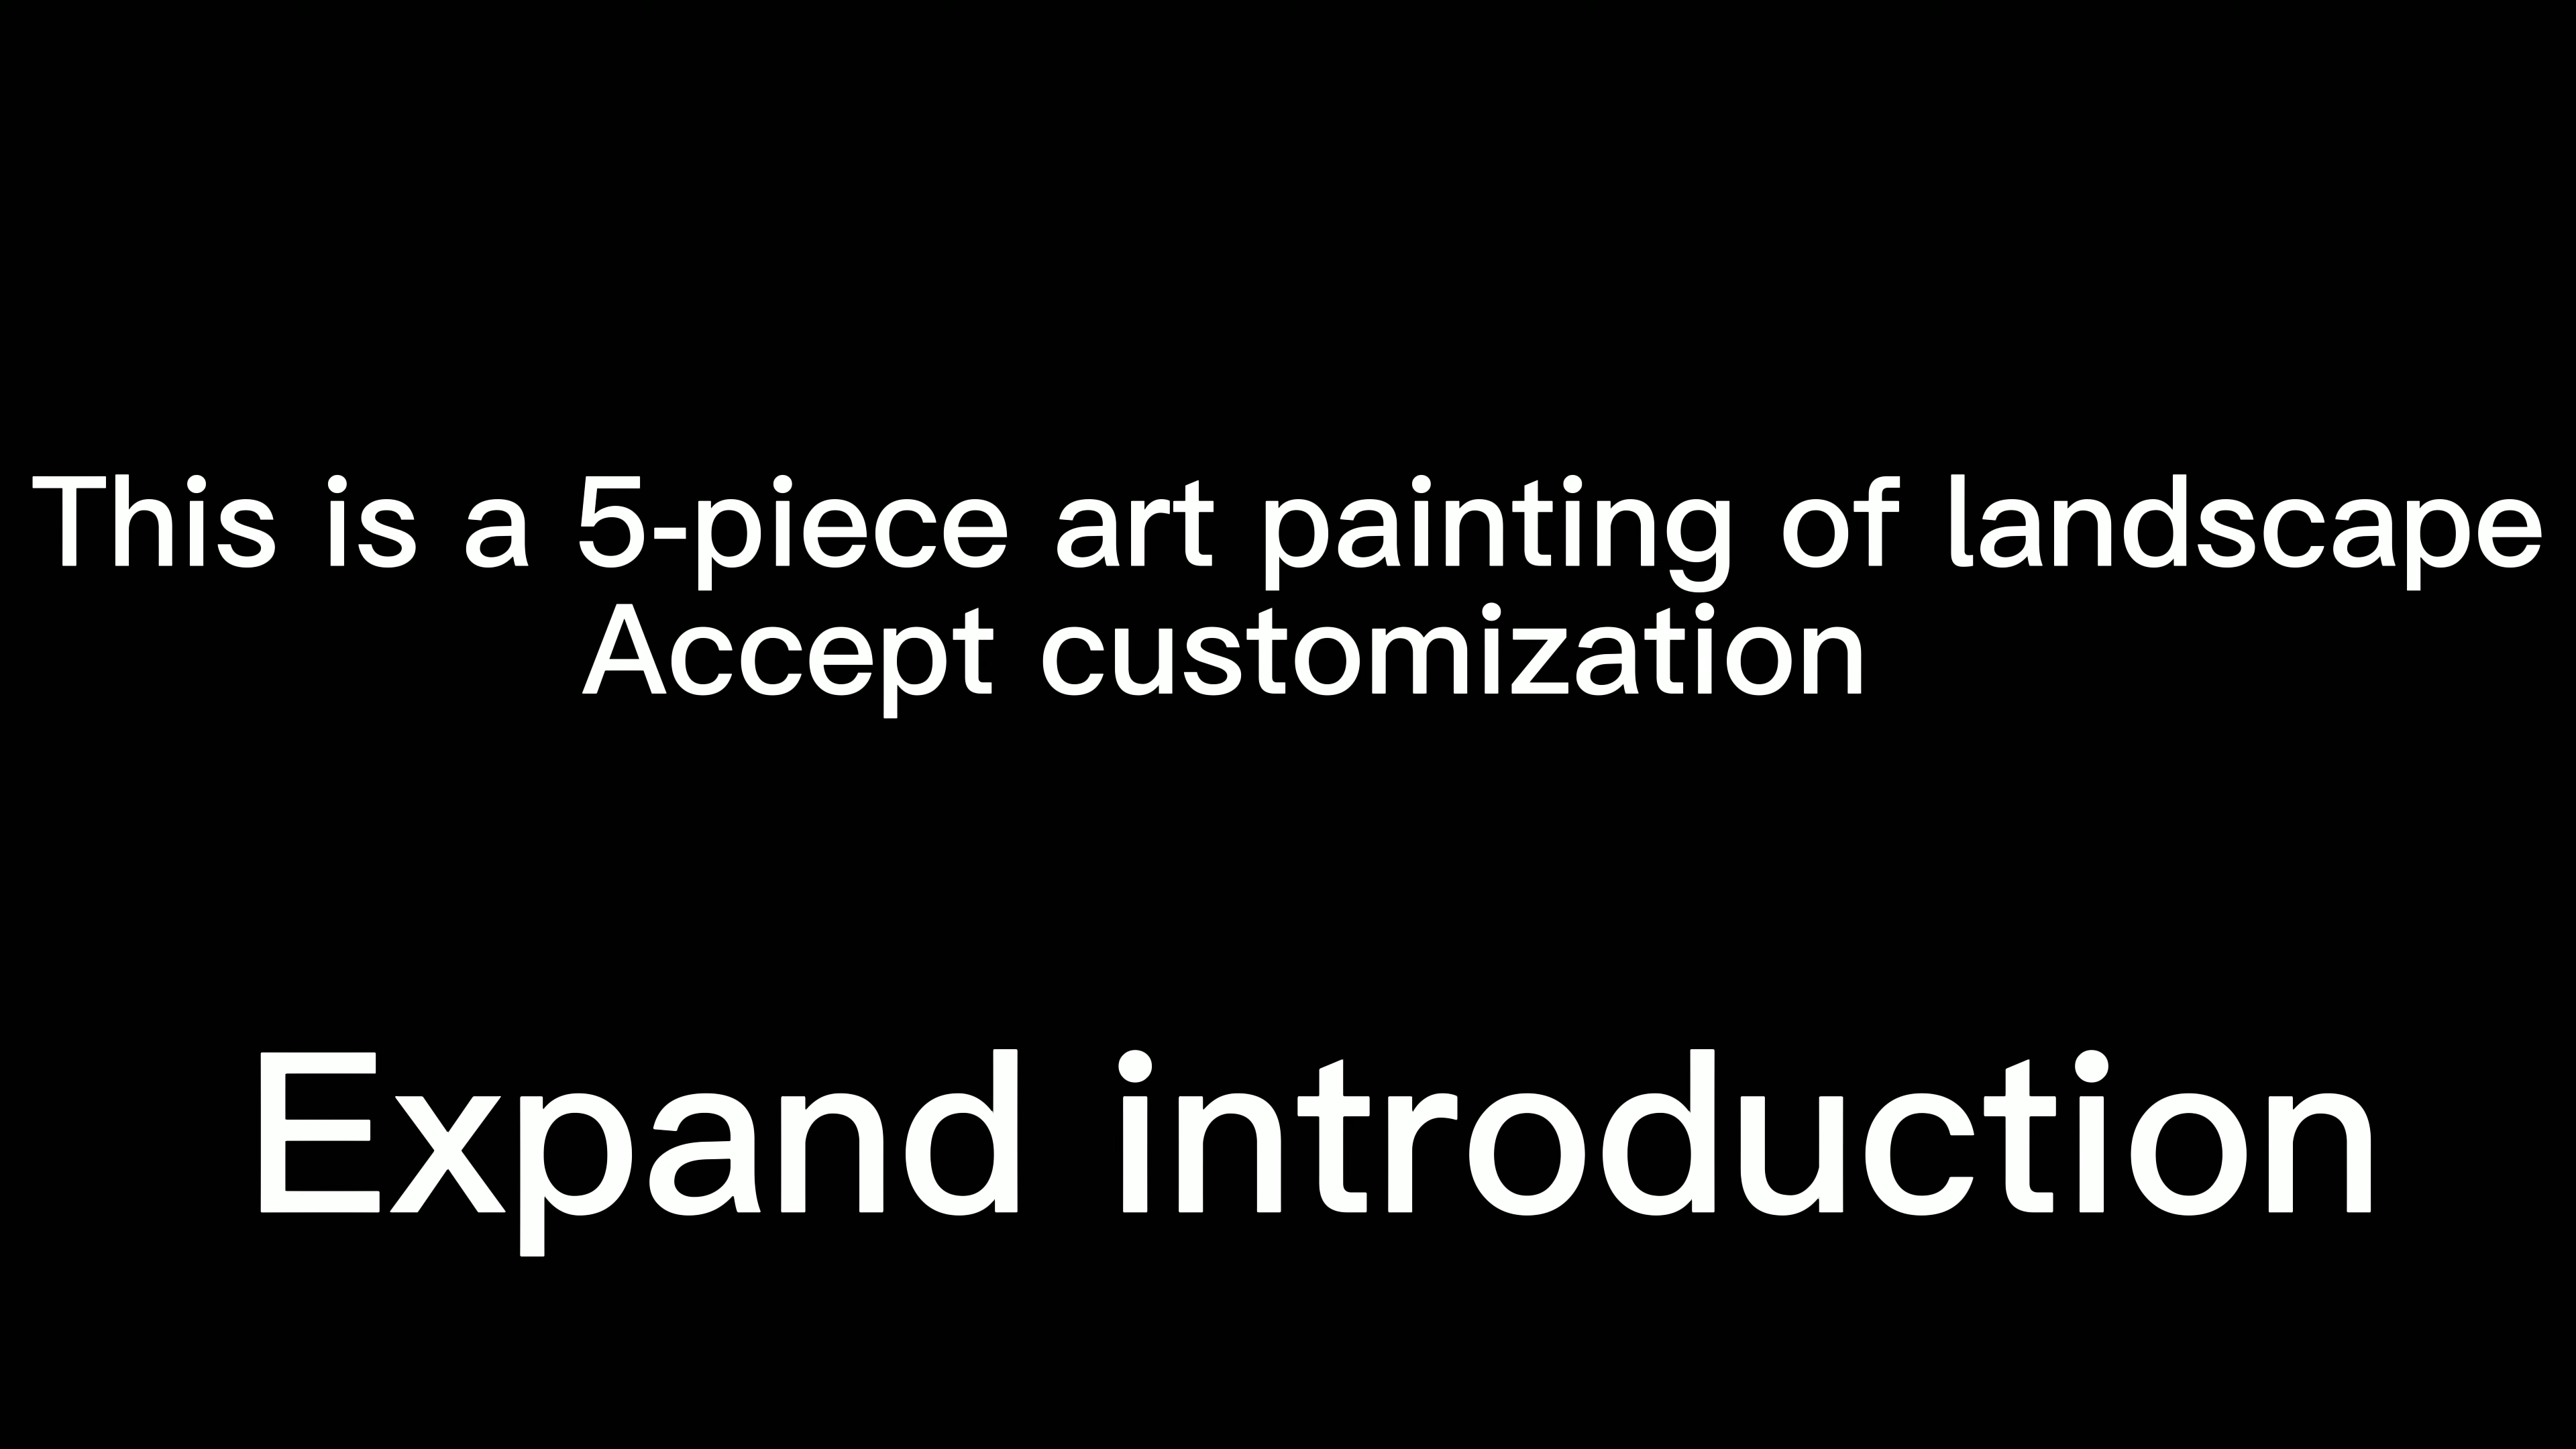 This is a 5-piece art painting of landscape
Accept customization
Expand introduction